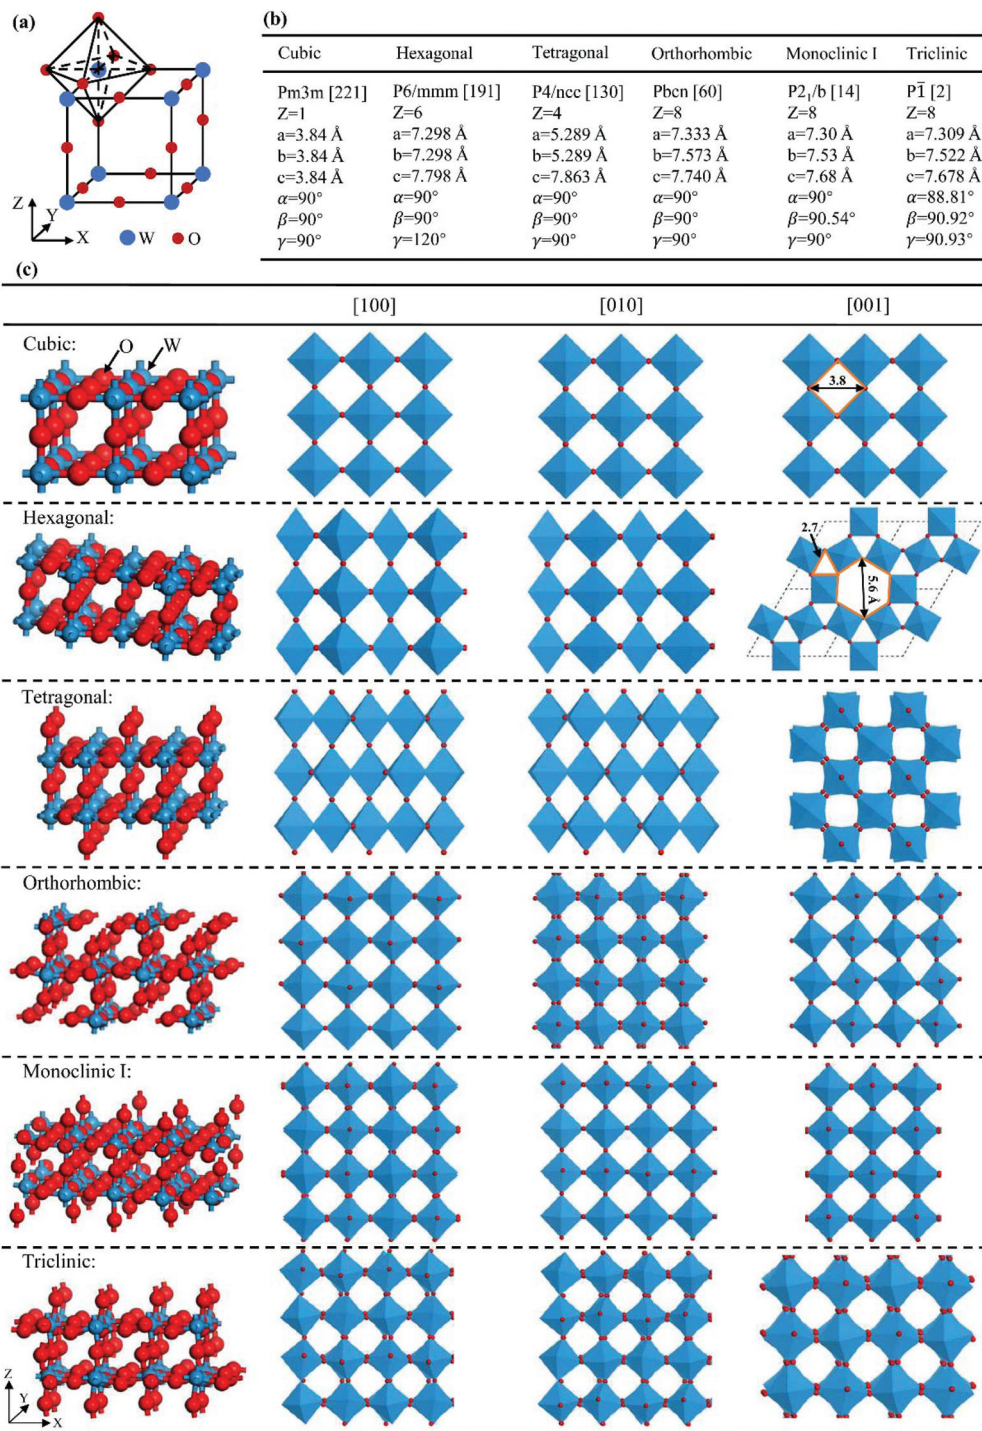 (a)
Z
Y
X
W
O
(b)
Cubic Hexagonal Tetragonal Orthorhombic Monoclinic I Triclinic
Pm3m [221] P6/mmm [191] P4/ncc [130] Pbcn [60] P2₁/b [14] P1̅ [2]
Z=1 Z=6 Z=4 Z=8 Z=8 Z=8
a=3.84 Å a=7.298 Å a=5.289 Å a=7.333 Å a=7.30 Å a=7.309 Å
b=3.84 Å b=7.298 Å b=5.289 Å b=7.573 Å b=7.53 Å b=7.522 Å
c=3.84 Å c=7.798 Å c=7.863 Å c=7.740 Å c=7.68 Å c=7.678 Å
α=90° α=90° α=90° α=90° α=90° α=88.81°
β=90° β=90° β=90° β=90° β=90.54° β=90.92°
γ=90° γ=120° γ=90° γ=90° γ=90° γ=90.93°
(c)
[100] [010] [001]
Cubic:
O W
3.8
Hexagonal:
2.7
5.6 Å
Tetragonal:
Orthorhombic:
Monoclinic I:
Triclinic:
Z
Y
X